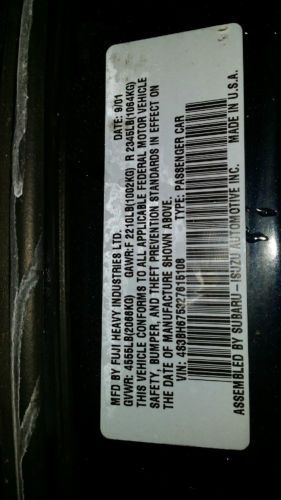 MFD BY FUJI HEAVY INDUSTRIES LTD. DATE: 9/01
GVWR: 4555LB(2066KG) GAWR:F 2210LB(1002KG) R 2345LB(1064KG)
THIS VEHICLE CONFORMS TO ALL APPLICABLE FEDERAL MOTOR VEHICLE
SAFETY, BUMPER, AND THEFT PREVENTION STANDARDS IN EFFECT ON
THE DATE OF MANUFACTURE SHOWN ABOVE.
VIN: 4S3BH675327615108 TYPE: PASSENGER CAR
ASSEMBLED BY SUBARU-ISUZU AUTOMOTIVE INC. MADE IN U.S.A.